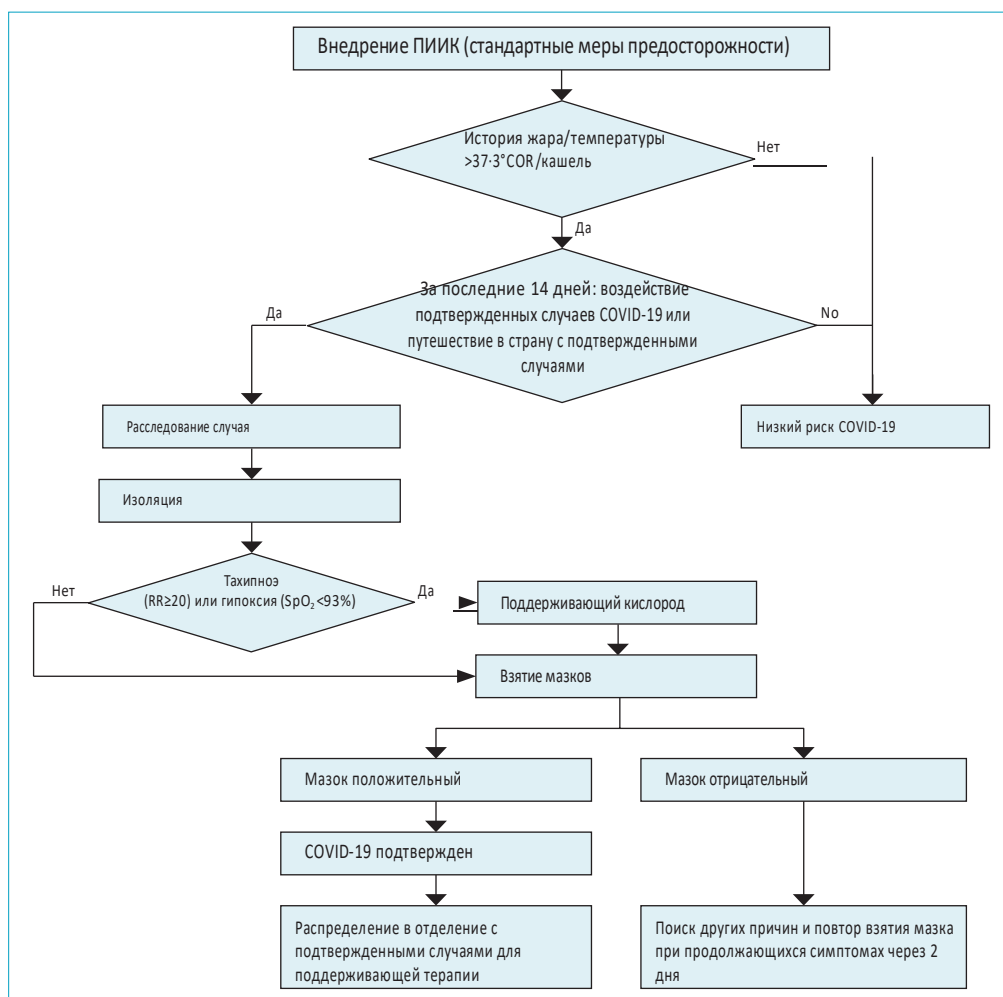 Внедрение ПИИК (стандартные меры предосторожности)
История жара/температуры
>37·3°COR/кашель
Нет
Да
За последние 14 дней: воздействие
подтвержденных случаев COVID-19 или
путешествие в страну с подтвержденными
случаями
Да
No
Расследование случая
Низкий риск COVID-19
Изоляция
Тахипноэ
(RR≥20) или гипоксия (SpO₂ <93%)
Нет
Да
Поддерживающий кислород
Взятие мазков
Мазок положительный
Мазок отрицательный
COVID-19 подтвержден
Распределение в отделение с
подтвержденными случаями для
поддерживающей терапии
Поиск других причин и повтор взятия мазка
при продолжающихся симптомах через 2
дня